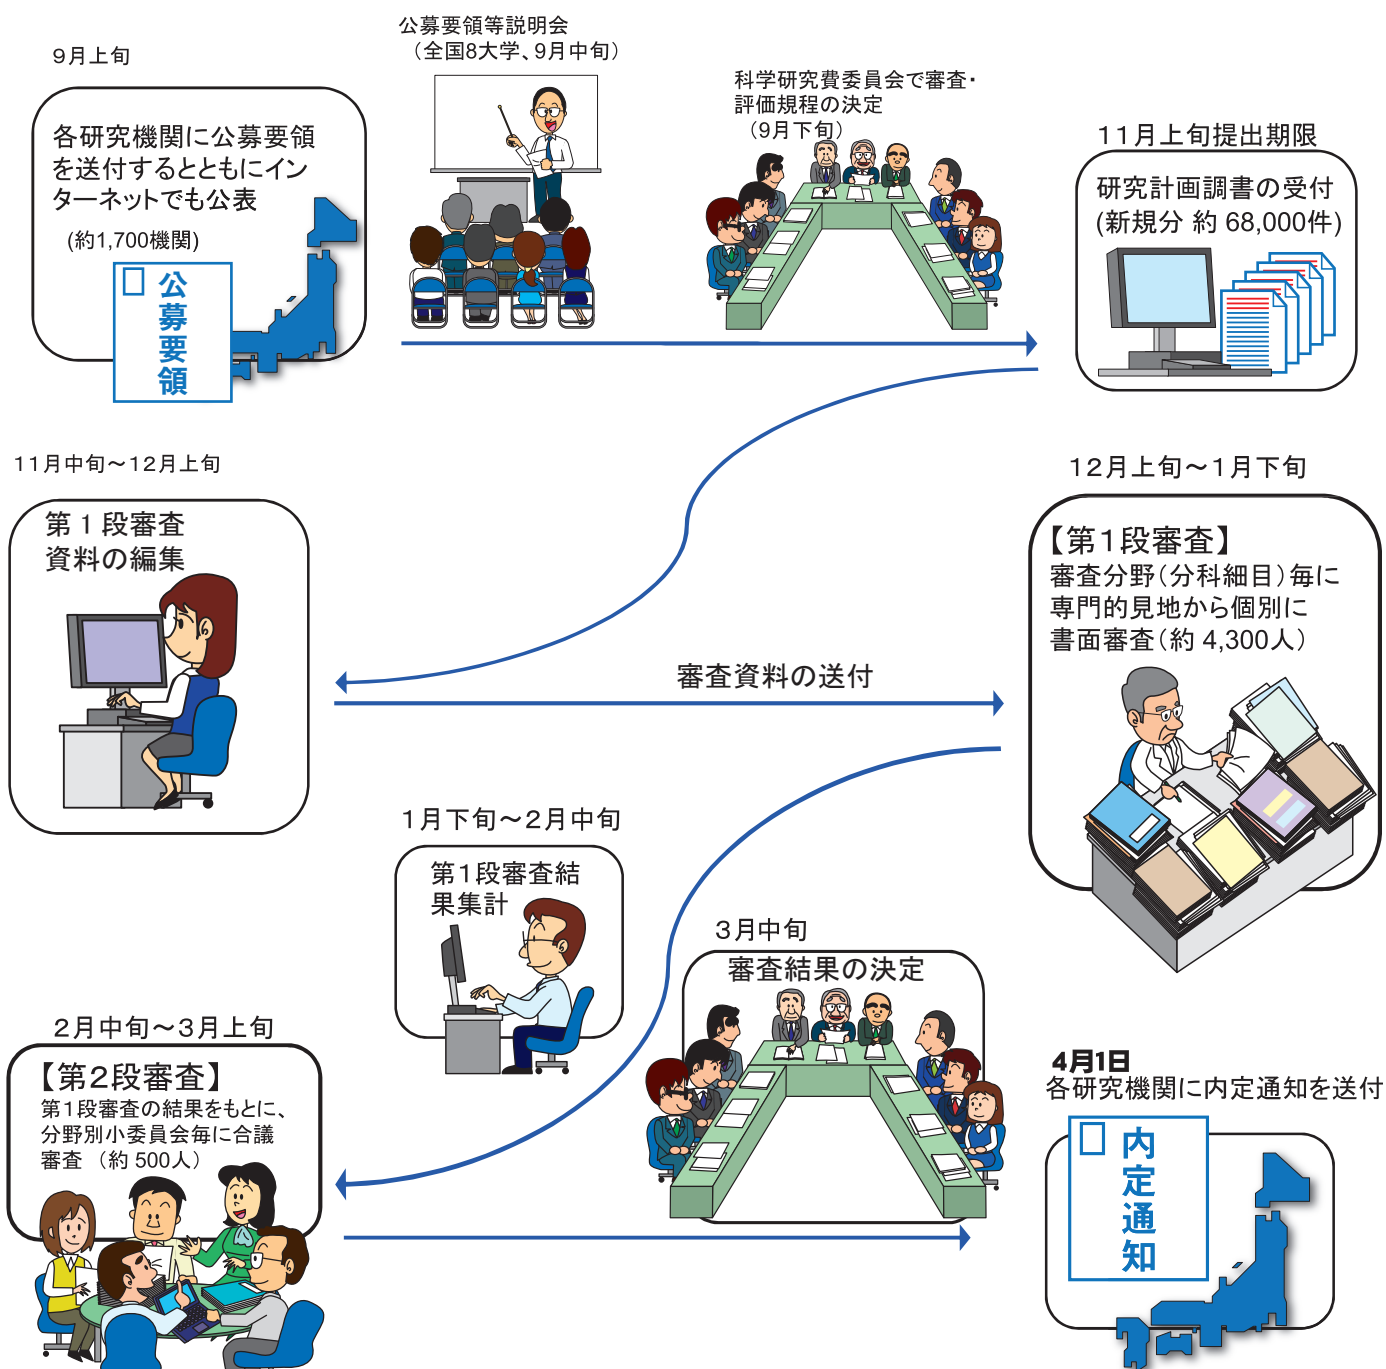 9月上旬
各研究機関に公募要領
を送付するとともにイン
ターネットでも公表
(約1,700機関)
公募要領
公募要領等説明会
(全国8大学、9月中旬)
科学研究費委員会で審査・
評価規程の決定
(9月下旬)
11月上旬提出期限
研究計画調書の受付
(新規分 約 68,000件)
11月中旬～12月上旬
第1段審査
資料の編集
審査資料の送付
12月上旬～1月下旬
【第1段審査】
審査分野(分科細目)毎に
専門的見地から個別に
書面審査(約 4,300人)
1月下旬～2月中旬
第1段審査結
果集計
2月中旬～3月上旬
【第2段審査】
第1段審査の結果をもとに、
分野別小委員会毎に合議
審査 (約 500人)
3月中旬
審査結果の決定
4月1日
各研究機関に内定通知を送付
内定通知